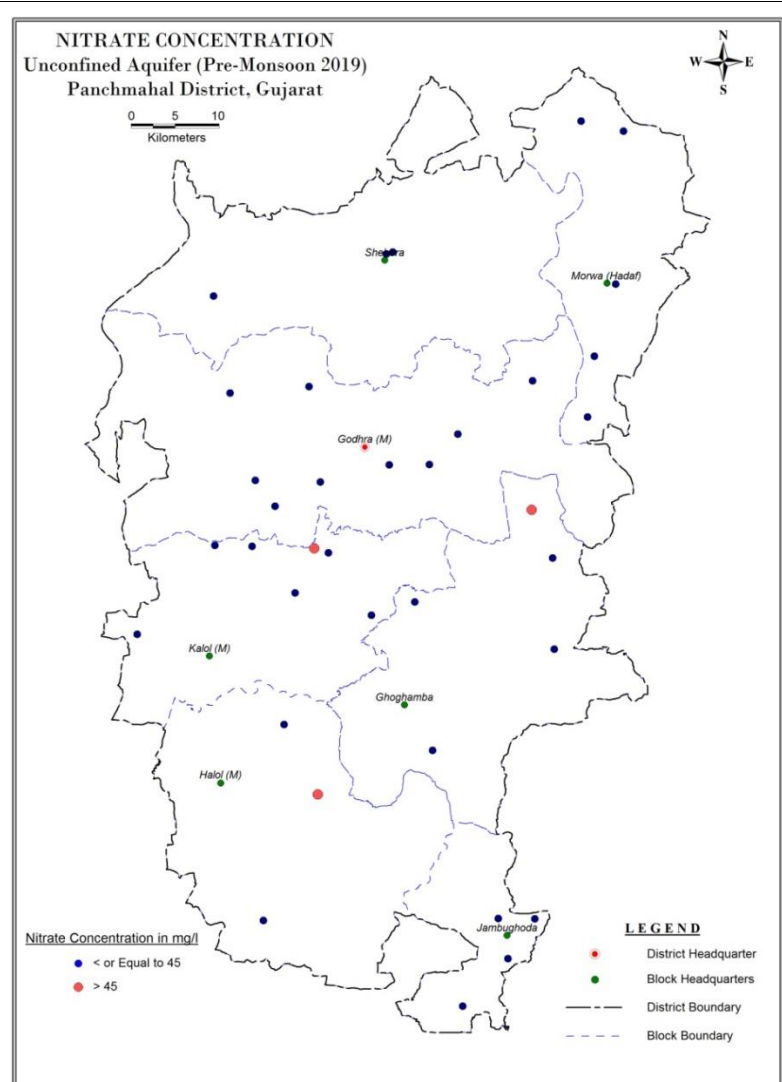 NITRATE CONCENTRATION
Unconfined Aquifer (Pre-Monsoon 2019)
Panchmahal District, Gujarat
0 5 10
Kilometers
N
W E
S
Morwa (Hadaf)
Godhra (M)
Kalol (M)
Ghoghamba
Halol (M)
Jambughoda
Nitrate Concentration in mg/l
< or Equal to 45
> 45
LEGEND
District Headquarter
Block Headquarters
District Boundary
Block Boundary